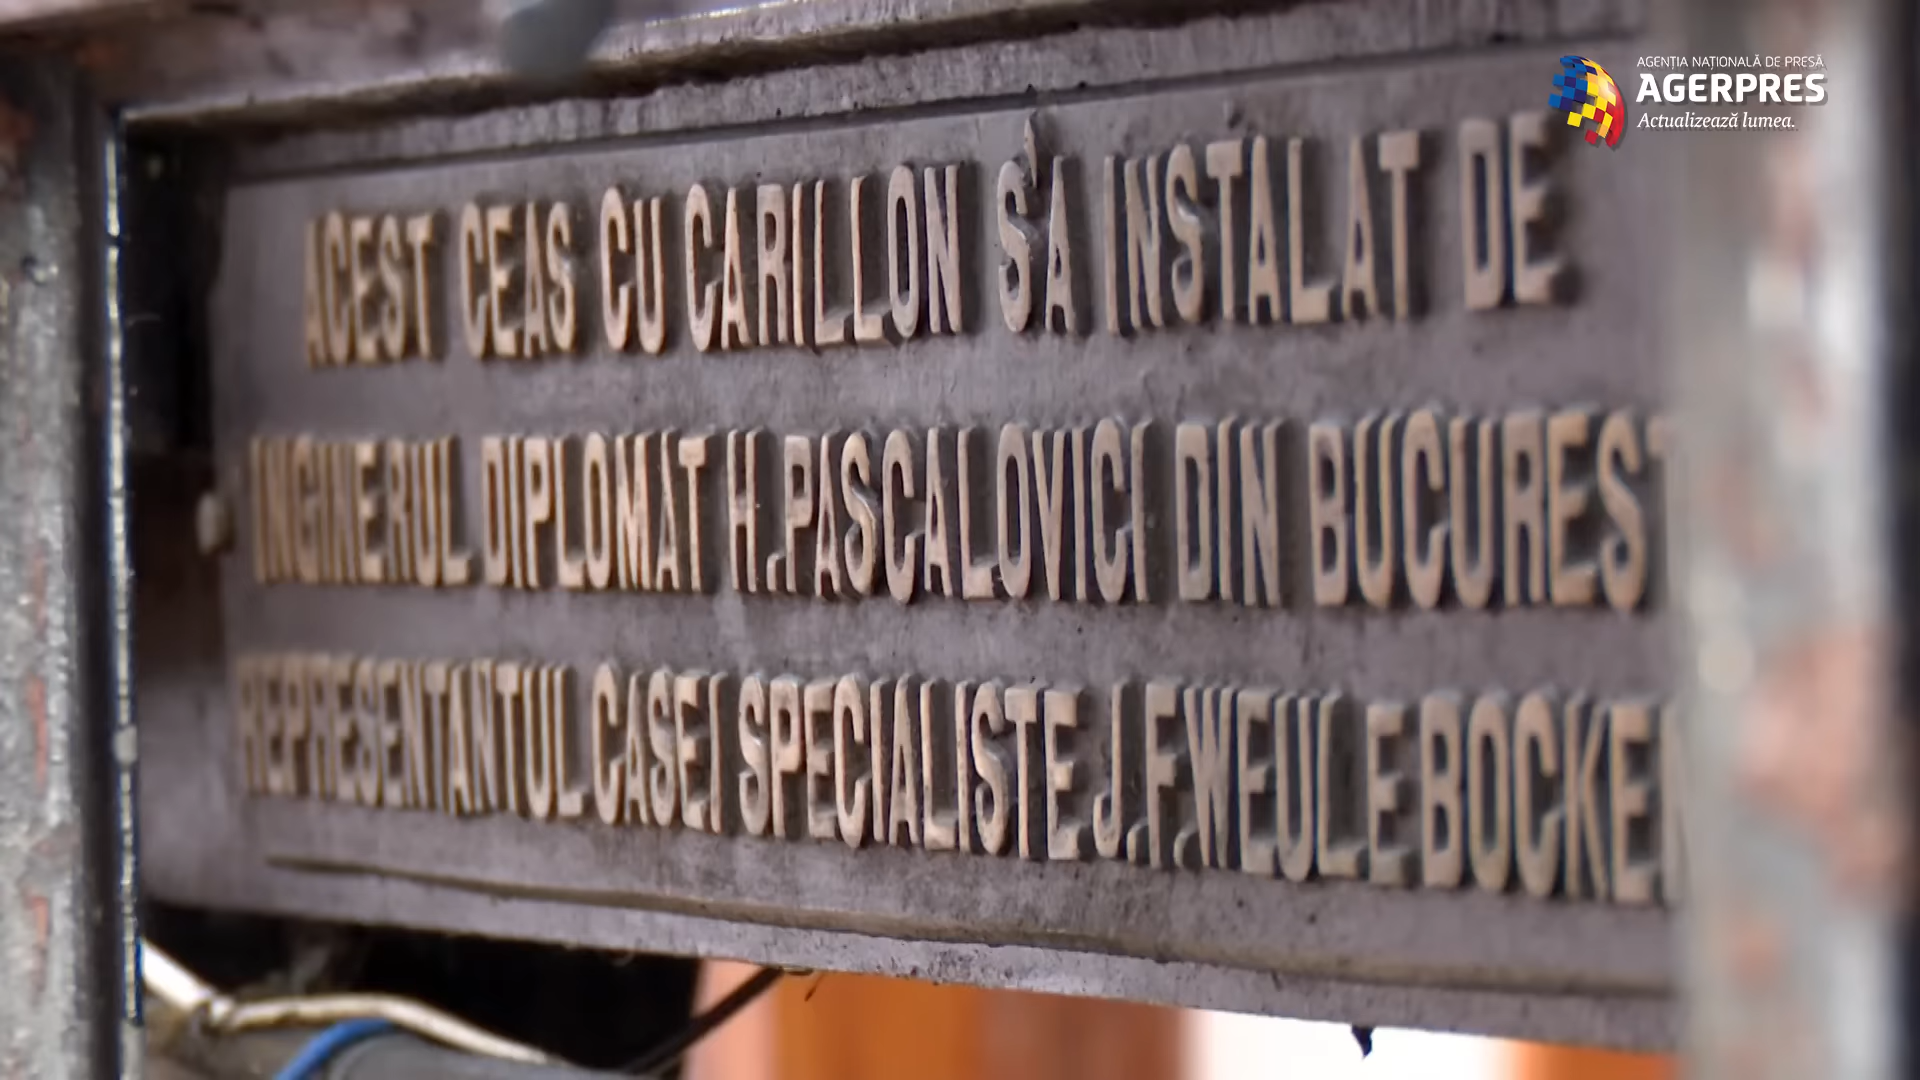 AGENȚIA NAȚIONALĂ DE PRESĂ
AGERPRES
Actualizează lumea.
ACEST CEAS CU CARILLON S'A INSTALAT DE
INGINERUL DIPLOMAT H.PASCALOVICI DIN BUCUREST
REPRESENTANTUL CASEI SPECIALISTE J.F.WEULE BOCKE